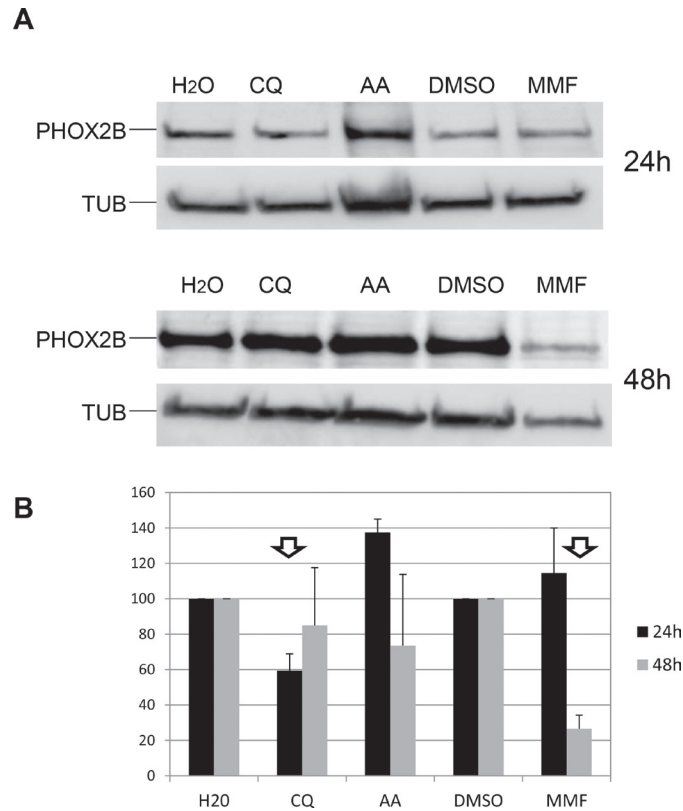 A
H2O CQ AA DMSO MMF
PHOX2B
24h
TUB
H2O CQ AA DMSO MMF
PHOX2B
48h
TUB
B
160
140
120
100
80
60
40
20
0
24h
48h
H20 CQ AA DMSO MMF